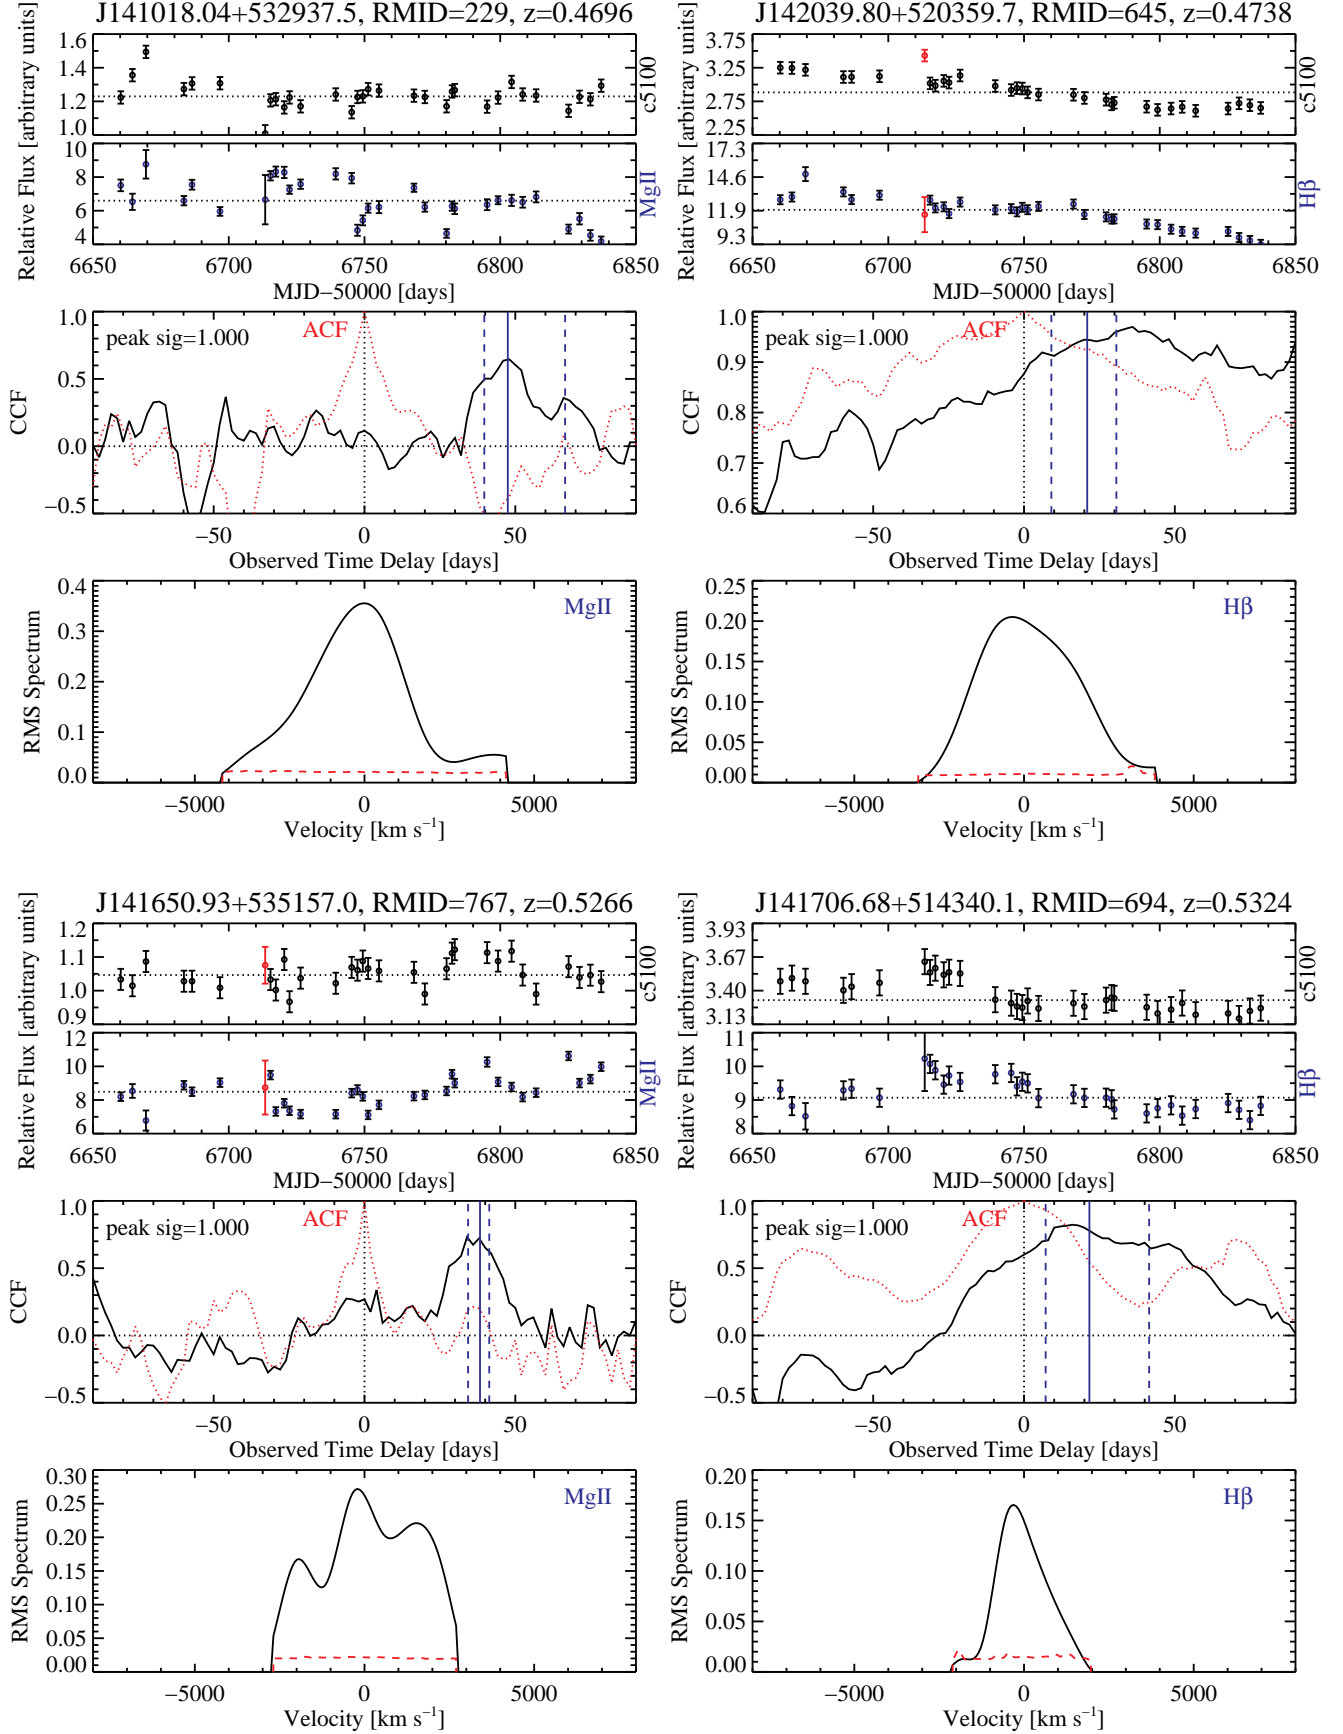 J141018.04+532937.5, RMID=229, z=0.4696
Relative Flux [arbitrary units]
1.6
1.4
1.2
1.0
c5100
10
8
6
4
MgII
6650 6700 6750 6800 6850
MJD−50000 [days]
peak sig=1.000
ACF
CCF
1.0
0.5
0.0
−0.5
−50 0 50
Observed Time Delay [days]
MgII
RMS Spectrum
0.4
0.3
0.2
0.1
0.0
−5000 0 5000
Velocity [km s⁻¹]
J142039.80+520359.7, RMID=645, z=0.4738
Relative Flux [arbitrary units]
3.75
3.25
2.75
2.25
c5100
17.3
14.6
11.9
9.3
Hβ
6650 6700 6750 6800 6850
MJD−50000 [days]
peak sig=1.000
ACF
CCF
1.0
0.9
0.8
0.7
0.6
−50 0 50
Observed Time Delay [days]
Hβ
RMS Spectrum
0.25
0.20
0.15
0.10
0.05
0.00
−5000 0 5000
Velocity [km s⁻¹]
J141650.93+535157.0, RMID=767, z=0.5266
Relative Flux [arbitrary units]
1.2
1.1
1.0
0.9
c5100
12
10
8
6
MgII
6650 6700 6750 6800 6850
MJD−50000 [days]
peak sig=1.000
ACF
CCF
1.0
0.5
0.0
−0.5
−50 0 50
Observed Time Delay [days]
MgII
RMS Spectrum
0.30
0.25
0.20
0.15
0.10
0.05
0.00
−5000 0 5000
Velocity [km s⁻¹]
J141706.68+514340.1, RMID=694, z=0.5324
Relative Flux [arbitrary units]
3.93
3.67
3.40
3.13
c5100
11
10
9
8
Hβ
6650 6700 6750 6800 6850
MJD−50000 [days]
peak sig=1.000
ACF
CCF
1.0
0.5
0.0
−0.5
−50 0 50
Observed Time Delay [days]
Hβ
RMS Spectrum
0.20
0.15
0.10
0.05
0.00
−5000 0 5000
Velocity [km s⁻¹]